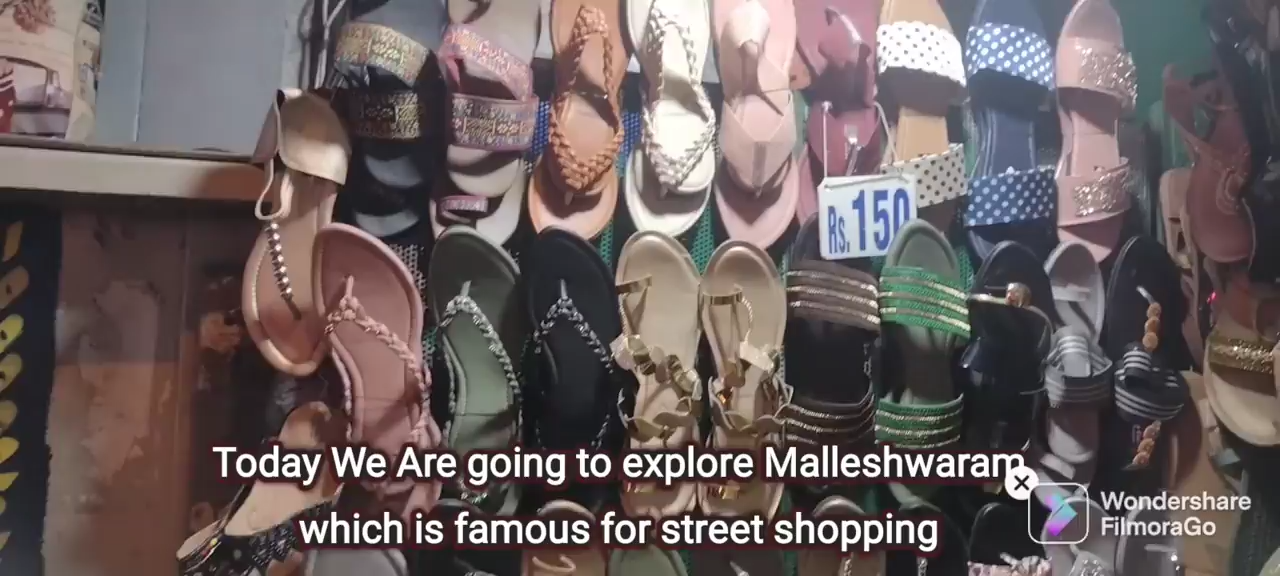 Rs. 150
Today We Are going to explore Malleshwaram
which is famous for street shopping
Wondershare
FilmoraGo